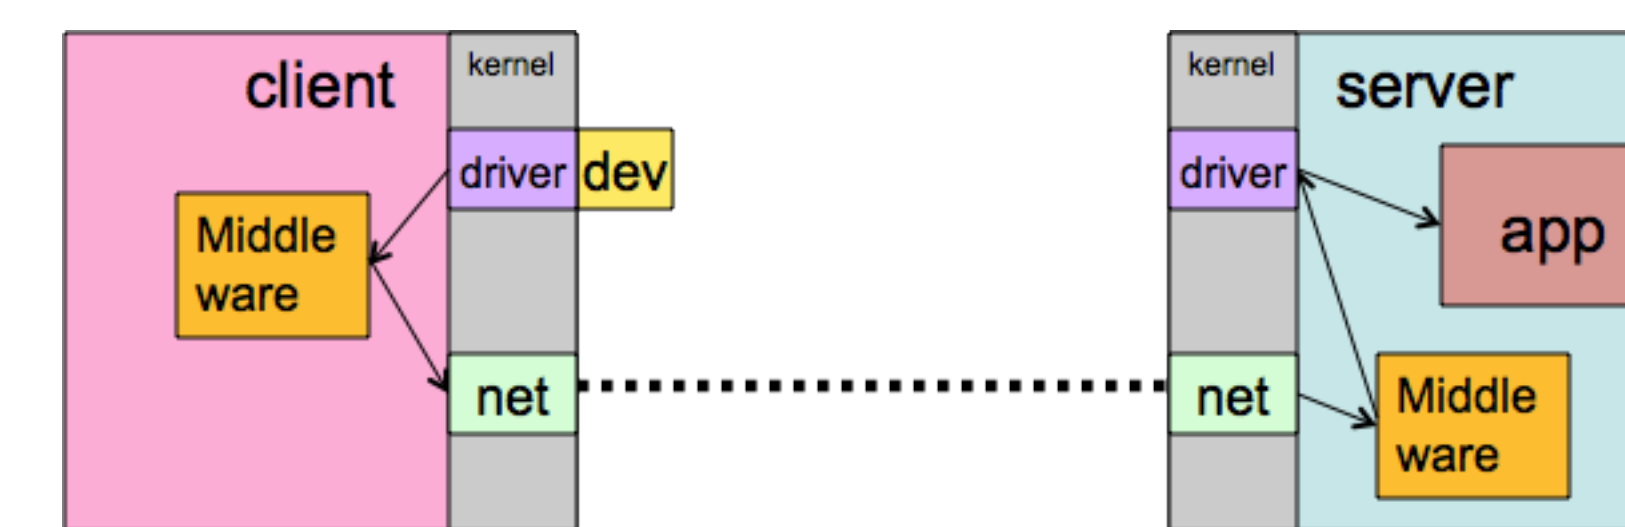 client
kernel
driver
dev
Middle
ware
net
kernel
server
driver
app
net
Middle
ware